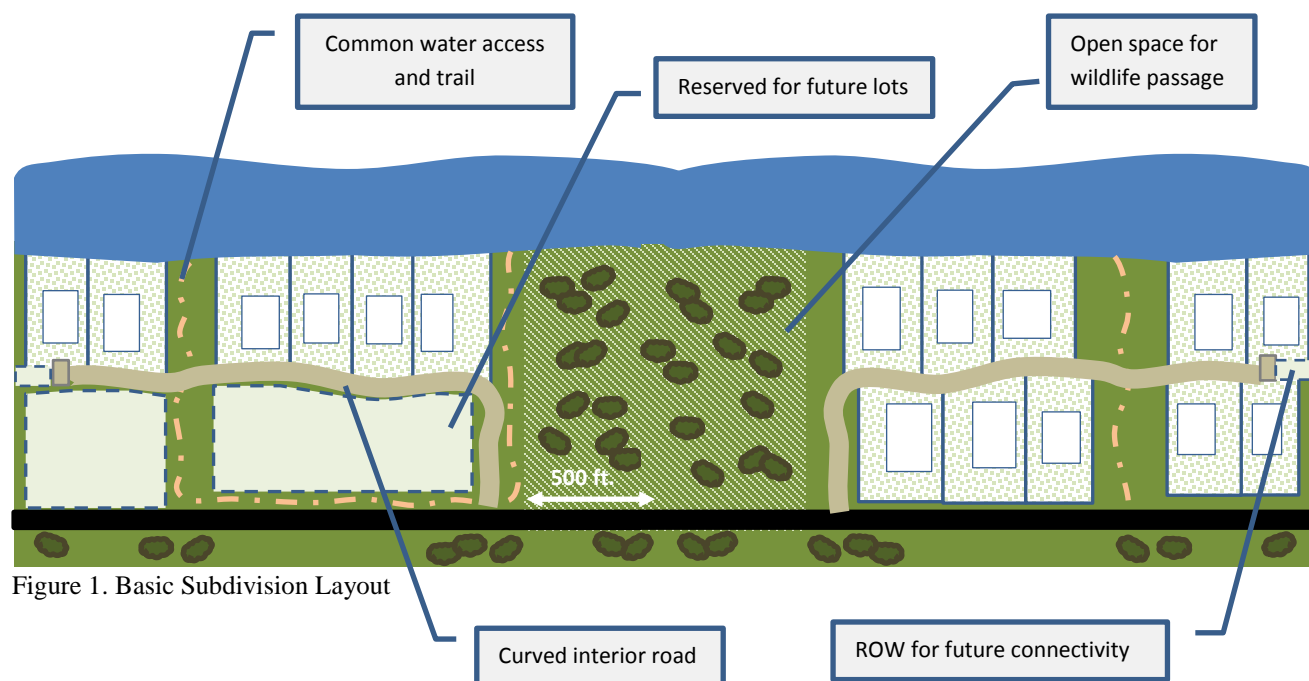 Common water access
and trail
Reserved for future lots
Open space for
wildlife passage
500 ft.
Figure 1. Basic Subdivision Layout
Curved interior road
ROW for future connectivity